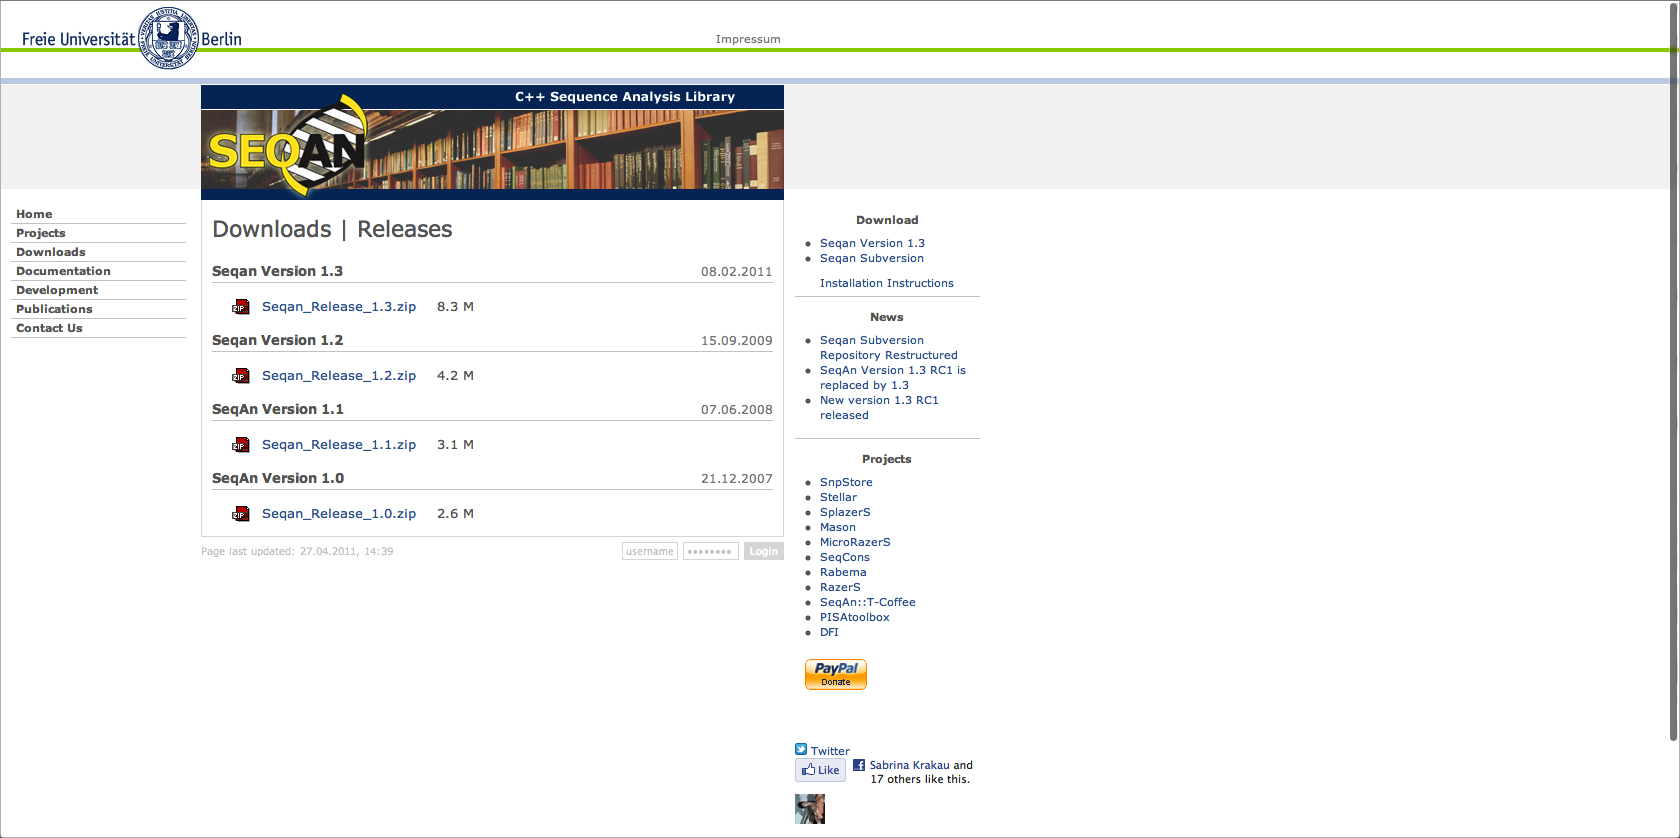 Freie Universität Berlin
Impressum
C++ Sequence Analysis Library
SEQAN
Home
Projects
Downloads
Documentation
Development
Publications
Contact Us
Downloads | Releases
Seqan Version 1.3 08.02.2011
ZIP Seqan_Release_1.3.zip 8.3 M
Seqan Version 1.2 15.09.2009
ZIP Seqan_Release_1.2.zip 4.2 M
SeqAn Version 1.1 07.06.2008
ZIP Seqan_Release_1.1.zip 3.1 M
SeqAn Version 1.0 21.12.2007
ZIP Seqan_Release_1.0.zip 2.6 M
Page last updated: 27.04.2011, 14:39
username •••••••• Login
Download
Seqan Version 1.3
Seqan Subversion
Installation Instructions
News
Seqan Subversion
Repository Restructured
SeqAn Version 1.3 RC1 is
replaced by 1.3
New version 1.3 RC1
released
Projects
SnpStore
Stellar
SplazerS
Mason
MicroRazerS
SeqCons
Rabema
RazerS
SeqAn::T-Coffee
PISAtoolbox
DFI
PayPal
Donate
Twitter
Like
Sabrina Krakau and
17 others like this.